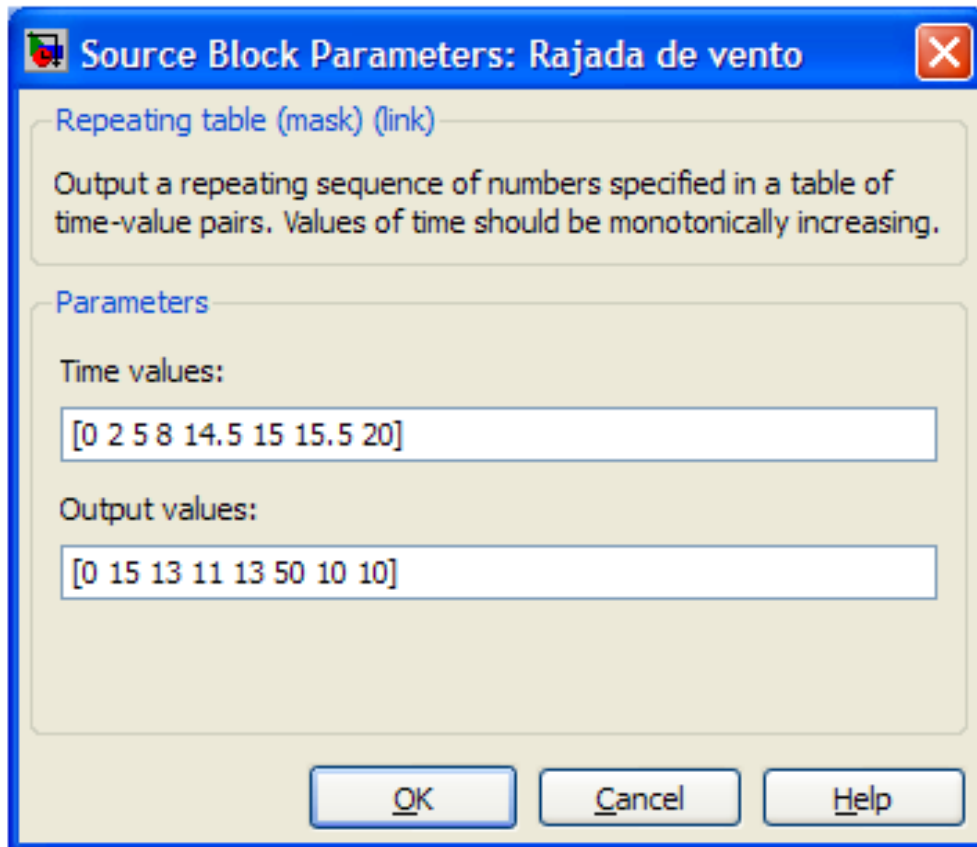 Source Block Parameters: Rajada de vento
Repeating table (mask) (link)
Output a repeating sequence of numbers specified in a table of
time-value pairs. Values of time should be monotonically increasing.
Parameters
Time values:
[0 2 5 8 14.5 15 15.5 20]
Output values:
[0 15 13 11 13 50 10 10]
OK Cancel Help